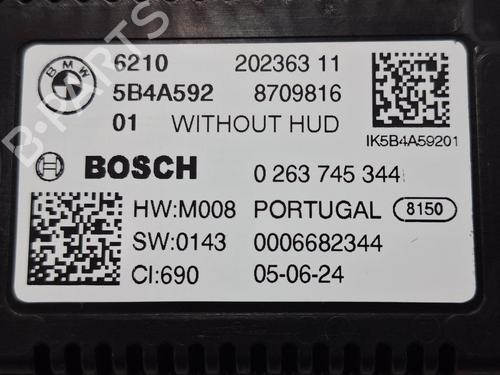 BMW
6210 202363 11
5B4A592 8709816
01 WITHOUT HUD
IK5B4A59201
BOSCH 0 263 745 344
HW:M008 PORTUGAL 8150
SW:0143 0006682344
CI:690 05-06-24
B-PARTS